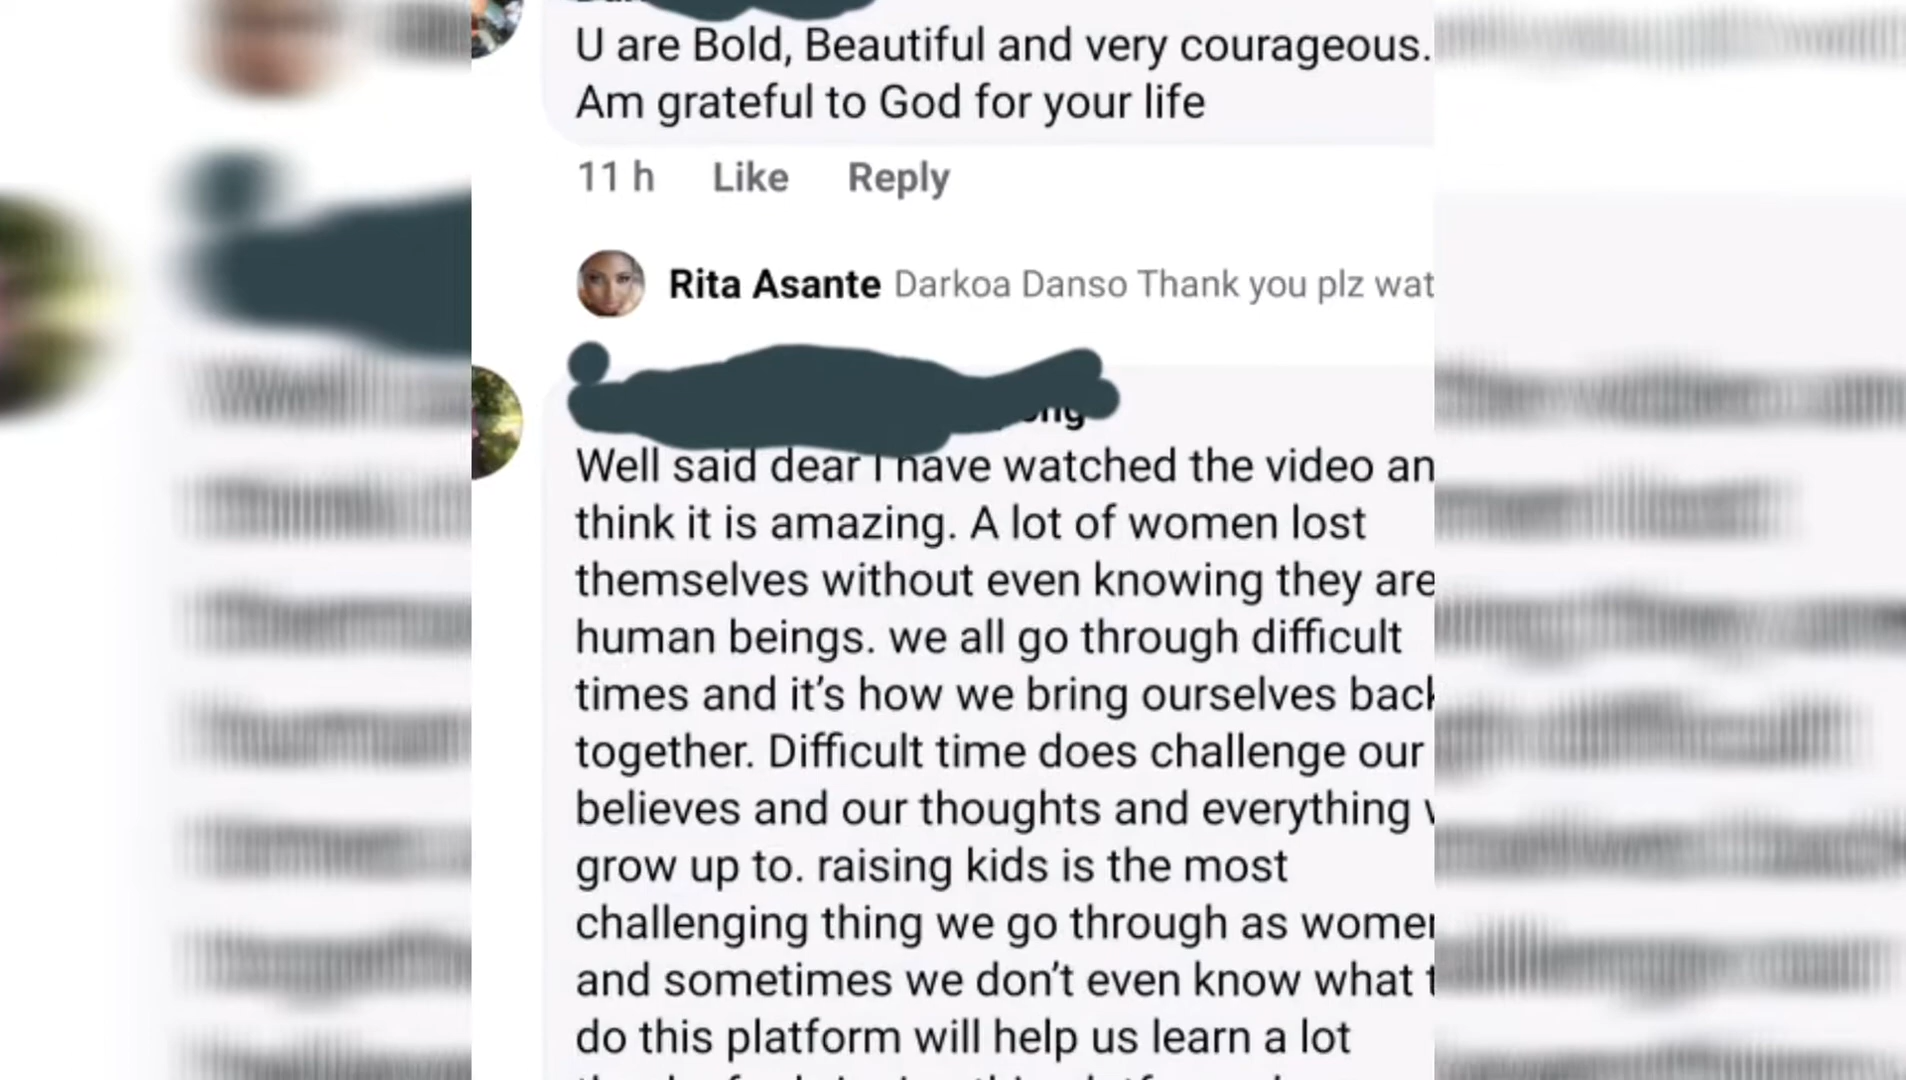 U are Bold, Beautiful and very courageous.
Am grateful to God for your life
11 h Like Reply
Rita Asante Darkoa Danso Thank you plz wat
ong
Well said dear I have watched the video an
think it is amazing. A lot of women lost
themselves without even knowing they are
human beings. we all go through difficult
times and it's how we bring ourselves back
together. Difficult time does challenge our
believes and our thoughts and everything
grow up to. raising kids is the most
challenging thing we go through as women
and sometimes we don't even know what t
do this platform will help us learn a lot